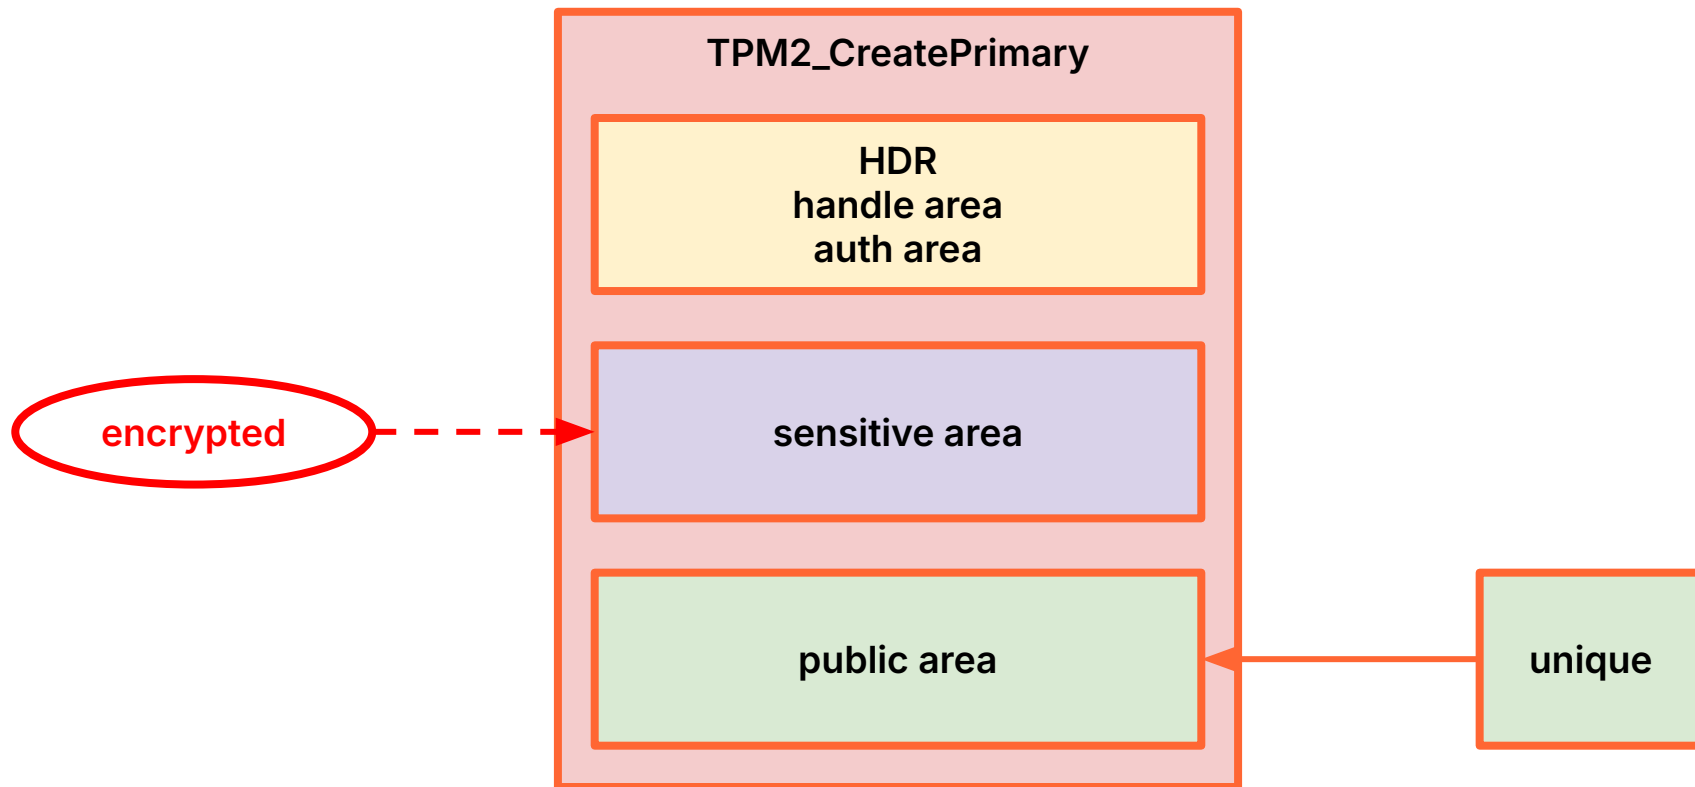 TPM2_CreatePrimary
HDR
handle area
auth area
encrypted
sensitive area
public area
unique